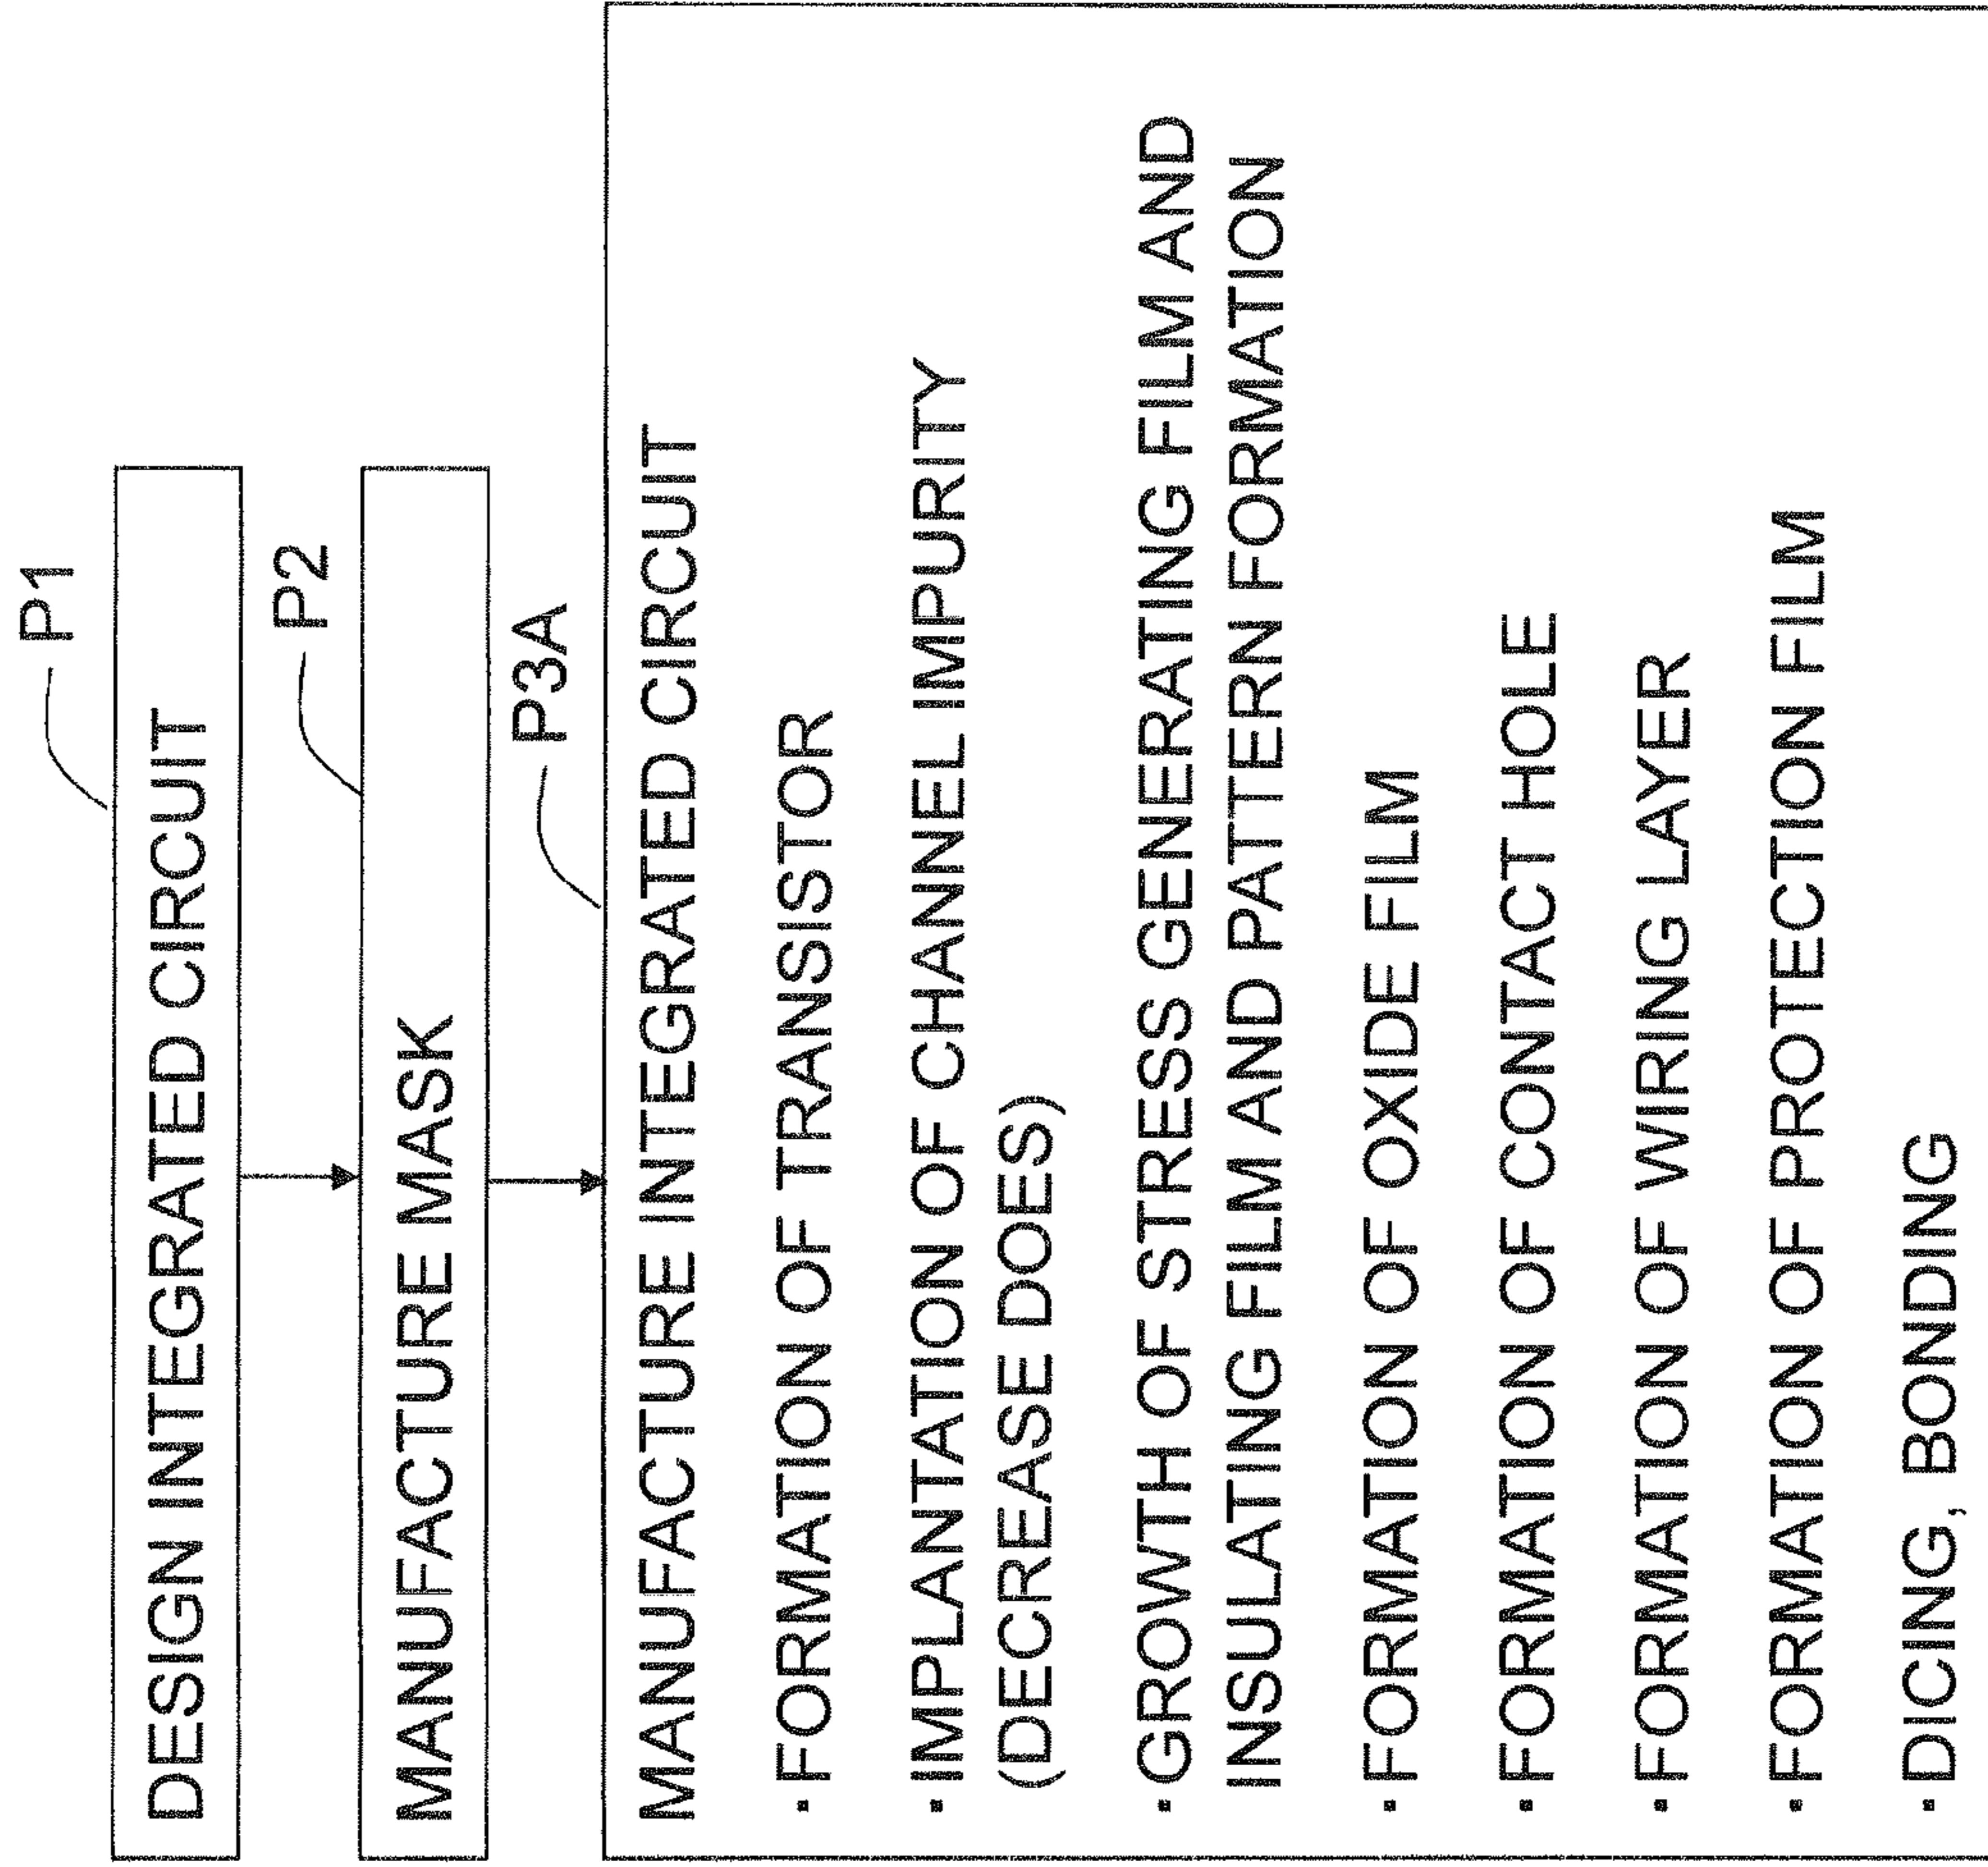 P1
DESIGN INTEGRATED CIRCUIT
P2
MANUFACTURE MASK
P3A
MANUFACTURE INTEGRATED CIRCUIT
· FORMATION OF TRANSISTOR
· IMPLANTATION OF CHANNEL IMPURITY
(DECREASE DOES)
· GROWTH OF STRESS GENERATING FILM AND
INSULATING FILM AND PATTERN FORMATION
· FORMATION OF OXIDE FILM
· FORMATION OF CONTACT HOLE
· FORMATION OF WIRING LAYER
· FORMATION OF PROTECTION FILM
· DICING, BONDING